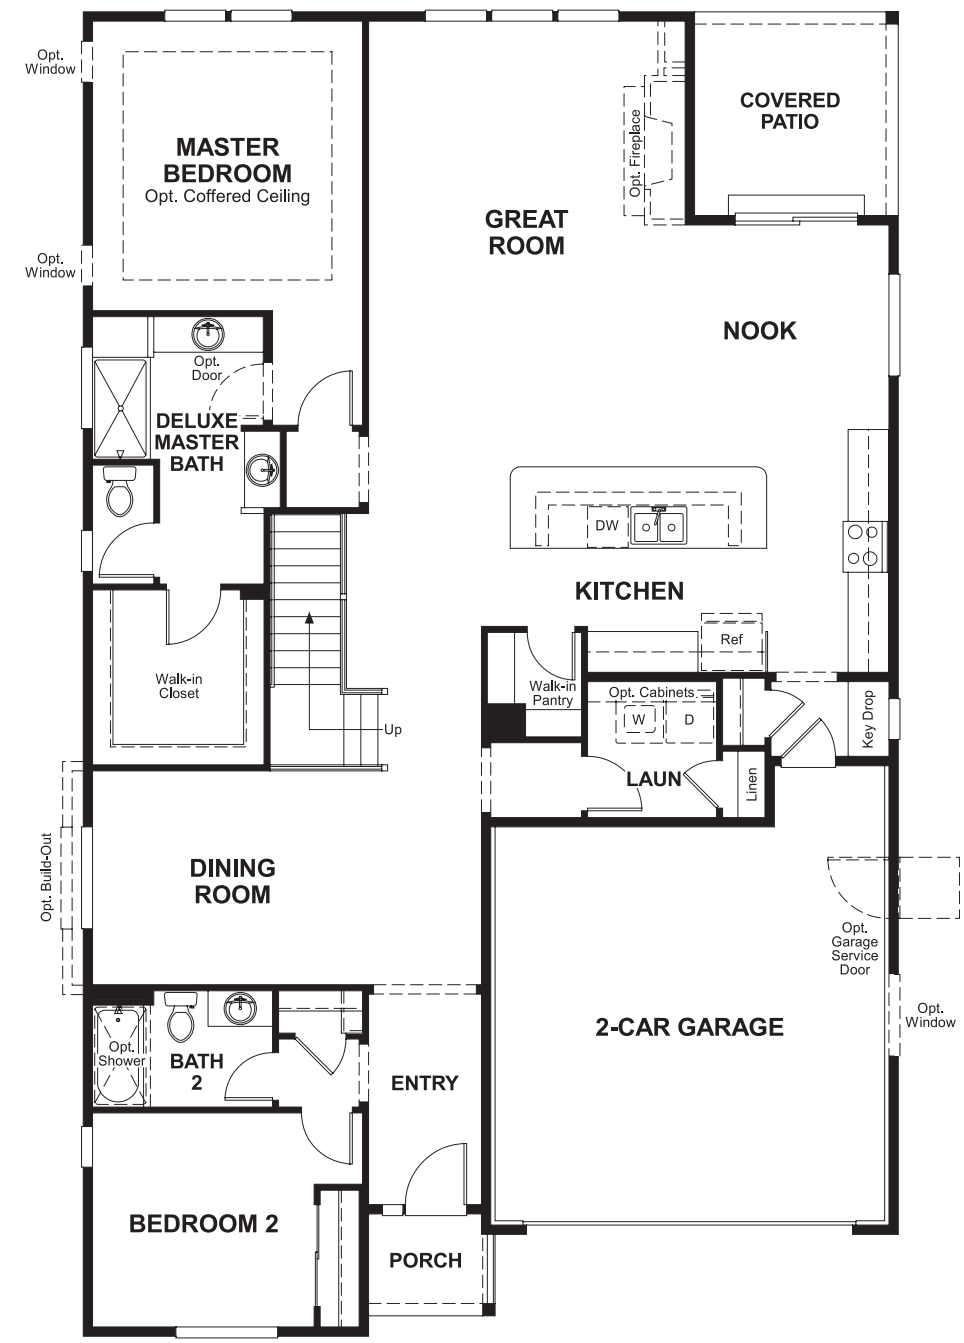 Opt.
Window
COVERED
PATIO
MASTER
BEDROOM
Opt. Coffered Ceiling
Opt. Fireplace
GREAT
ROOM
Opt.
Window
NOOK
Opt.
Door
DELUXE
MASTER
BATH
DW
KITCHEN
Ref
Walk-in
Closet
Walk-in
Pantry
Opt. Cabinets
W
D
Key Drop
Up
LAUN
Linen
Opt. Build-Out
DINING
ROOM
Opt.
Garage
Service
Door
Opt.
Window
2-CAR GARAGE
Opt.
Shower
BATH
2
ENTRY
BEDROOM 2
PORCH